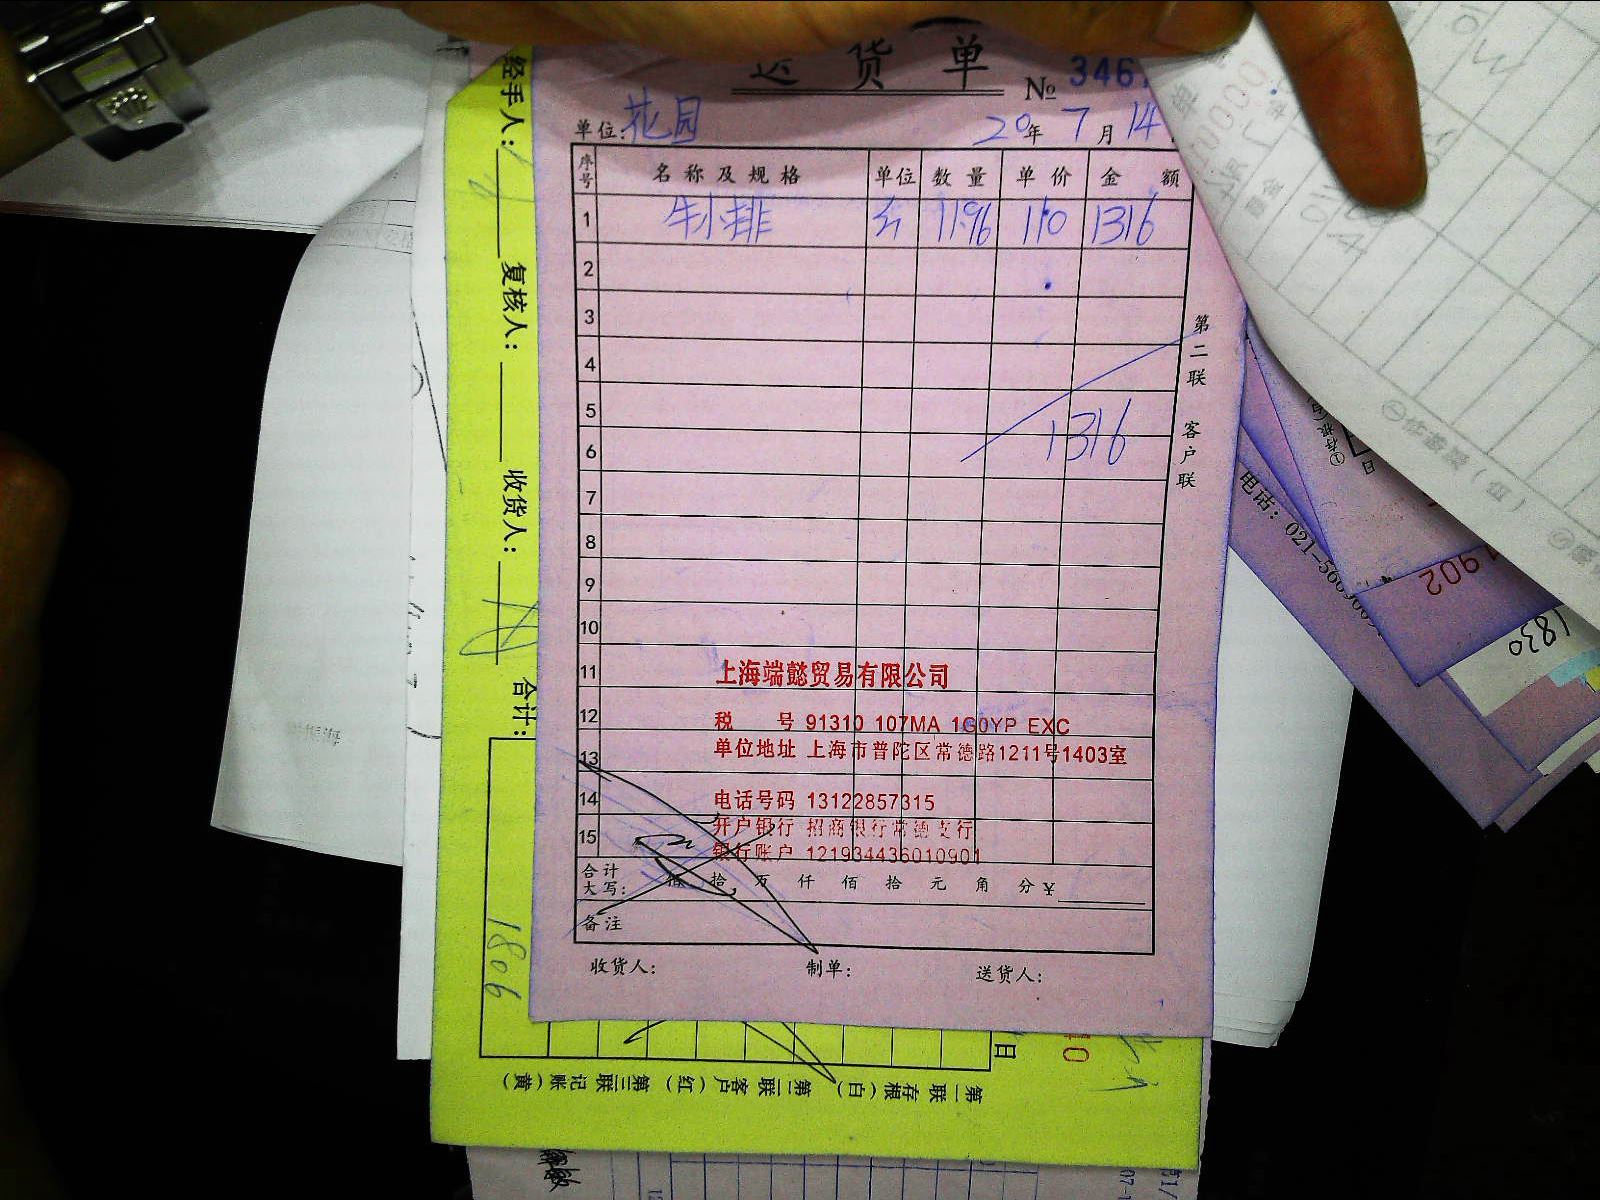 送货单
№ 346
单位: 花园 20年 7月 14
序号 名称及规格 单位 数量 单价 金额
1 牛小排 11.96 110 1316
2
3
4
5
6
1316
7
8
9
10
11
12
13
14
15
上海端懿贸易有限公司
税 号 91310 107MA 1G0YP EXC
单位地址 上海市普陀区常德路1211号1403室
电话号码 13122857315
开户银行 招商银行常德支行
银行账户 121934436010901
合计大写: 佰 拾 万 仟 佰 拾 元 角 分 ¥
备注
收货人: 制单: 送货人:
第二联 客户联
经手人: 复核人: 收货人: 合计:
1806
日
第一联 存根(白) 第二联 客户(红) 第三联 记账(黄)
电话: 021-56
902
1830
①存根(白)